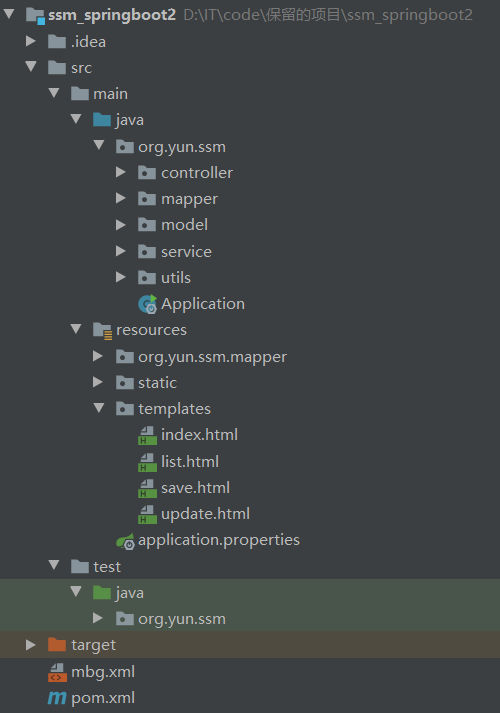 ssm_springboot2 D:\IT\code\保留的项目\ssm_springboot2
.idea
src
main
java
org.yun.ssm
controller
mapper
model
service
utils
Application
resources
org.yun.ssm.mapper
static
templates
index.html
list.html
save.html
update.html
application.properties
test
java
org.yun.ssm
target
mbg.xml
pom.xml